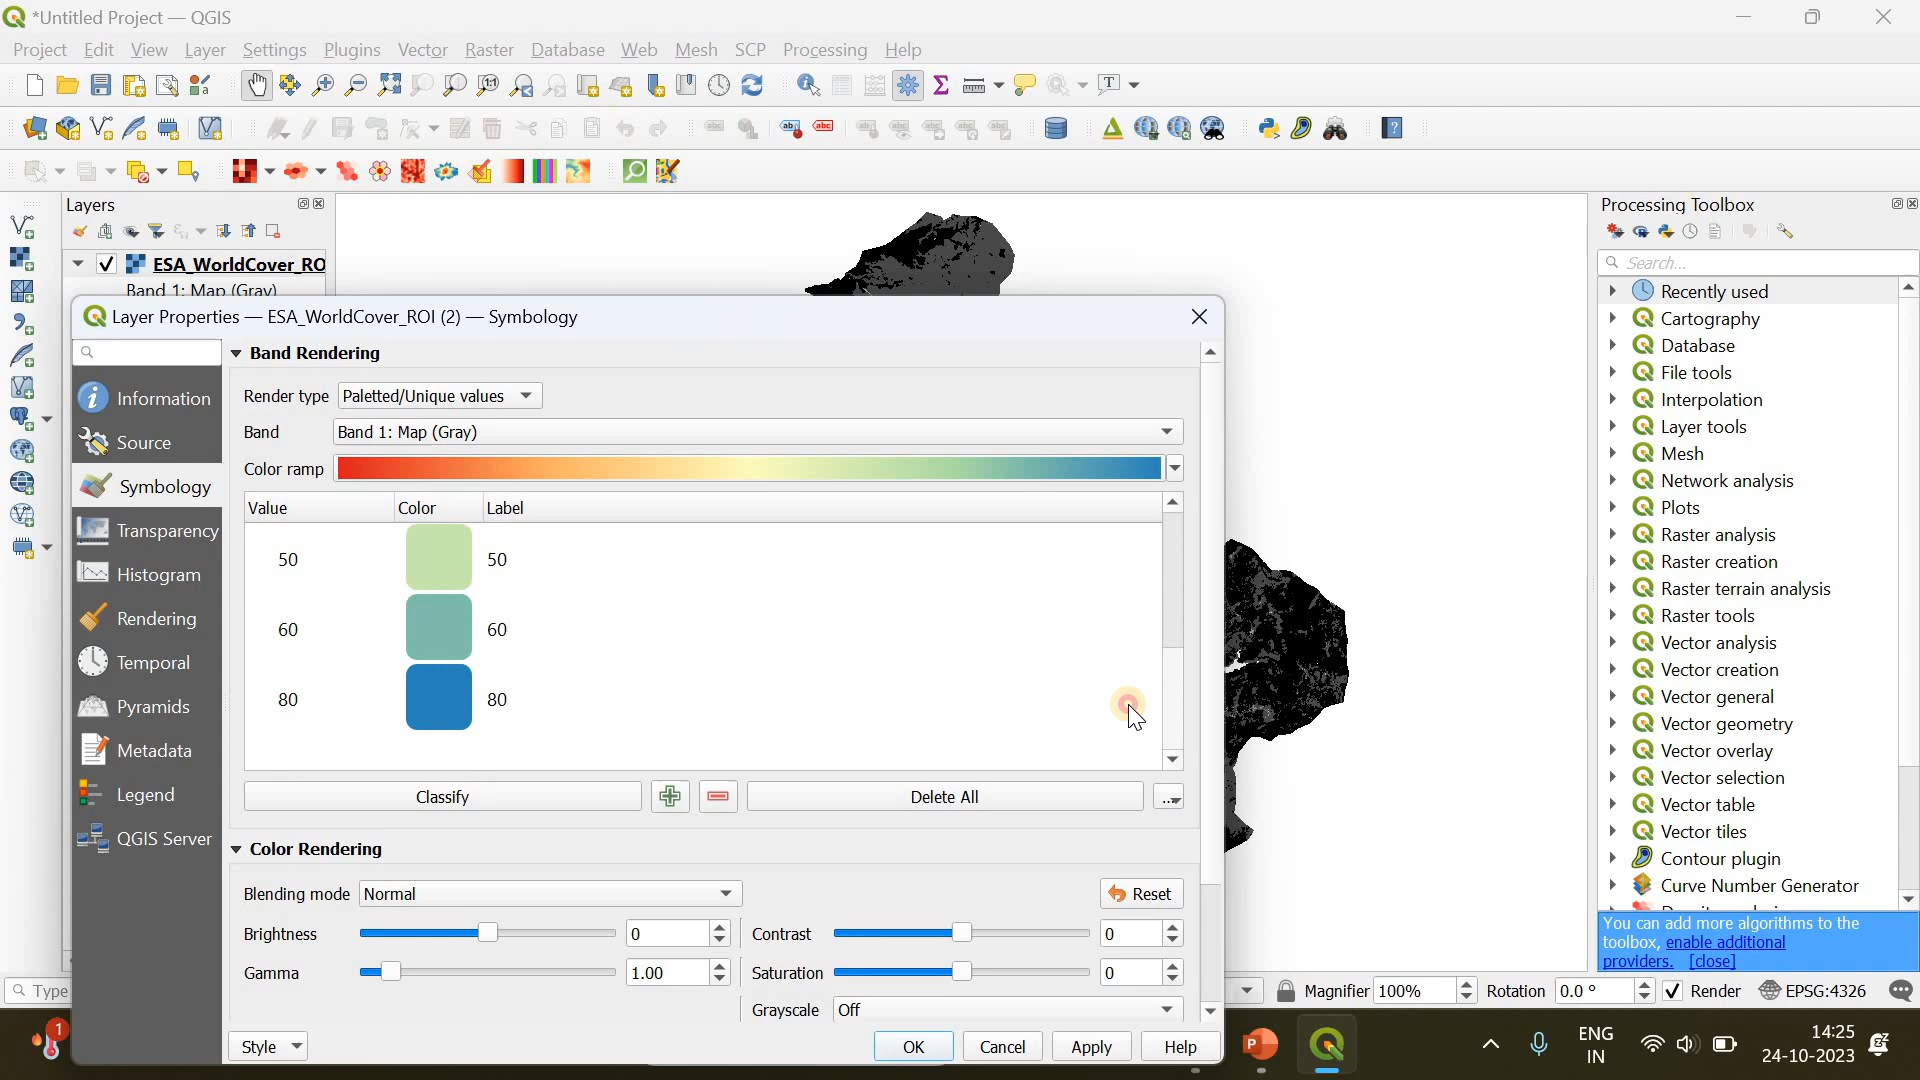 *Untitled Project — QGIS
Project Edit View Layer Settings Plugins Vector Raster Database Web Mesh SCP Processing Help
Layers
ESA_WorldCover_RO
Band 1: Map (Gray)
Layer Properties — ESA_WorldCover_ROI (2) — Symbology
Information
Source
Symbology
Transparency
Histogram
Rendering
Temporal
Pyramids
Metadata
Legend
QGIS Server
Band Rendering
Render type Paletted/Unique values
Band Band 1: Map (Gray)
Color ramp
Value Color Label
50 50
60 60
80 80
Classify Delete All ...
Color Rendering
Blending mode Normal Reset
Brightness 0 Contrast 0
Gamma 1.00 Saturation 0
Grayscale Off
Style OK Cancel Apply Help
Processing Toolbox
Search...
Recently used
Cartography
Database
File tools
Interpolation
Layer tools
Mesh
Network analysis
Plots
Raster analysis
Raster creation
Raster terrain analysis
Raster tools
Vector analysis
Vector creation
Vector general
Vector geometry
Vector overlay
Vector selection
Vector table
Vector tiles
Contour plugin
Curve Number Generator
You can add more algorithms to the
toolbox, enable additional
providers. [close]
Type Magnifier 100% Rotation 0.0 ° Render EPSG:4326
1 ENG
IN
14:25
24-10-2023